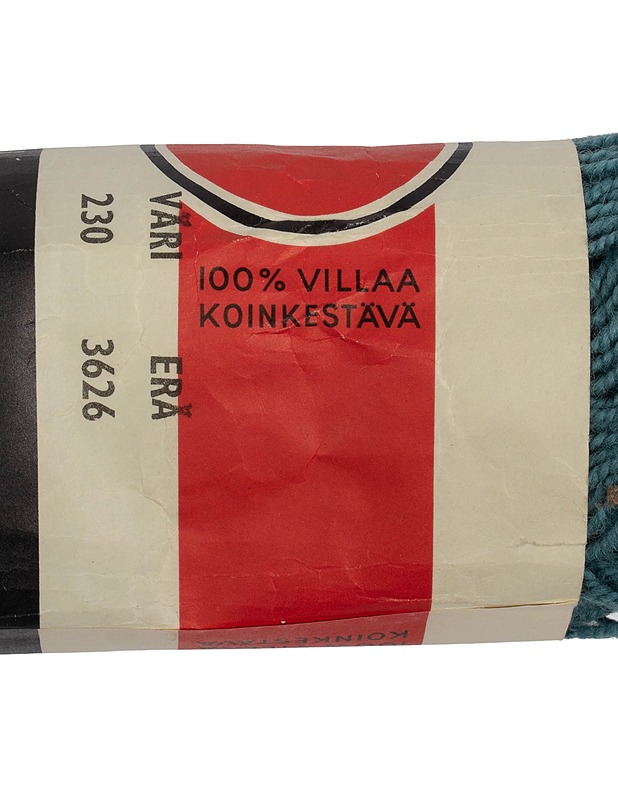 100% VILLAA
KOINKESTÄVÄ
VÄRI ERÄ
230 3626
KOINKESTÄVÄ